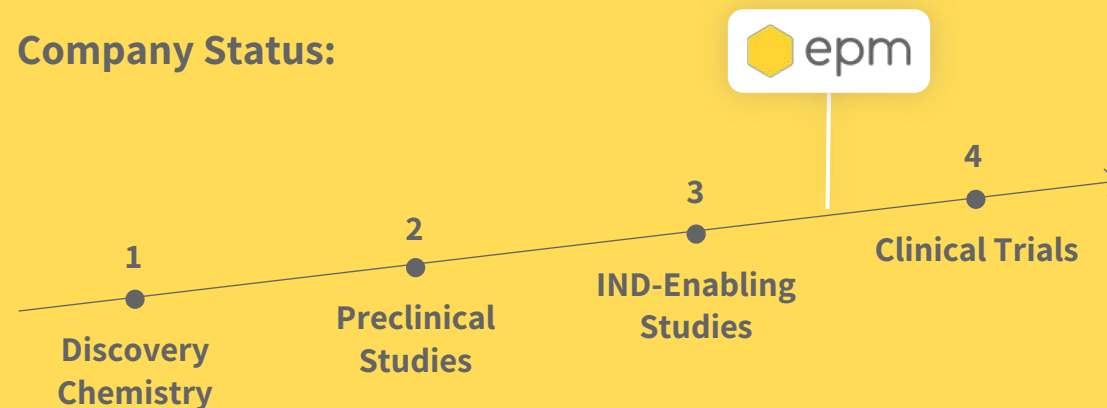 Company Status:
epm
4
3
2
1
Clinical Trials
IND-Enabling
Studies
Preclinical
Studies
Discovery
Chemistry